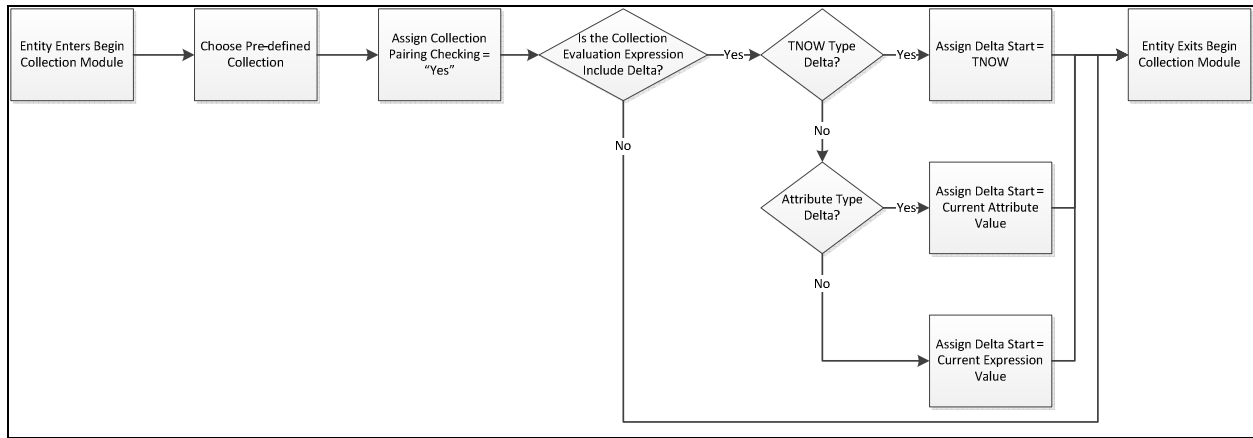 Entity Enters Begin
Collection Module
Choose Pre-defined
Collection
Assign Collection
Pairing Checking =
“Yes”
Is the Collection
Evaluation Expression
Include Delta?
Yes
TNOW Type
Delta?
Yes
Assign Delta Start =
TNOW
Entity Exits Begin
Collection Module
No
No
Attribute Type
Delta?
Yes
Assign Delta Start =
Current Attribute
Value
No
Assign Delta Start =
Current Expression
Value